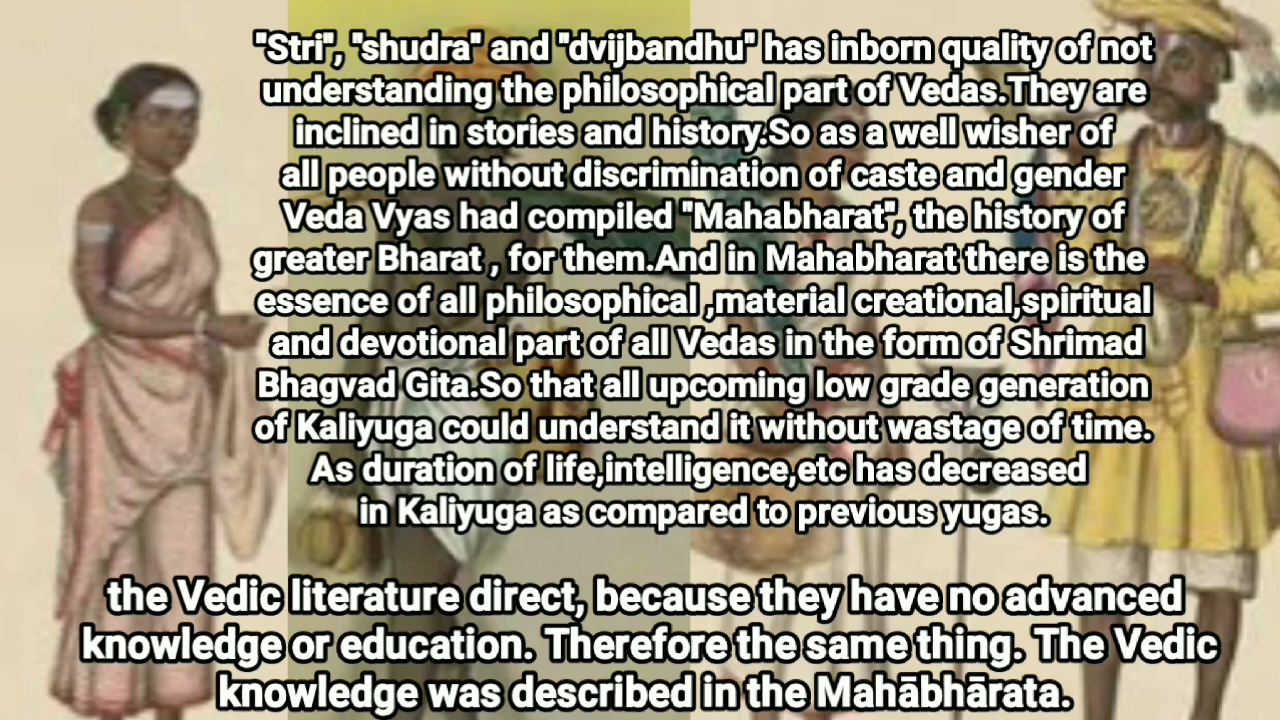 "Stri", "shudra" and "dvijbandhu" has inborn quality of not
understanding the philosophical part of Vedas.They are
inclined in stories and history.So as a well wisher of
all people without discrimination of caste and gender
Veda Vyas had compiled "Mahabharat", the history of
greater Bharat , for them.And in Mahabharat there is the
essence of all philosophical ,material creational,spiritual
and devotional part of all Vedas in the form of Shrimad
Bhagvad Gita.So that all upcoming low grade generation
of Kaliyuga could understand it without wastage of time.
As duration of life,intelligence,etc has decreased
in Kaliyuga as compared to previous yugas.
the Vedic literature direct, because they have no advanced
knowledge or education. Therefore the same thing. The Vedic
knowledge was described in the Mahābhārata.